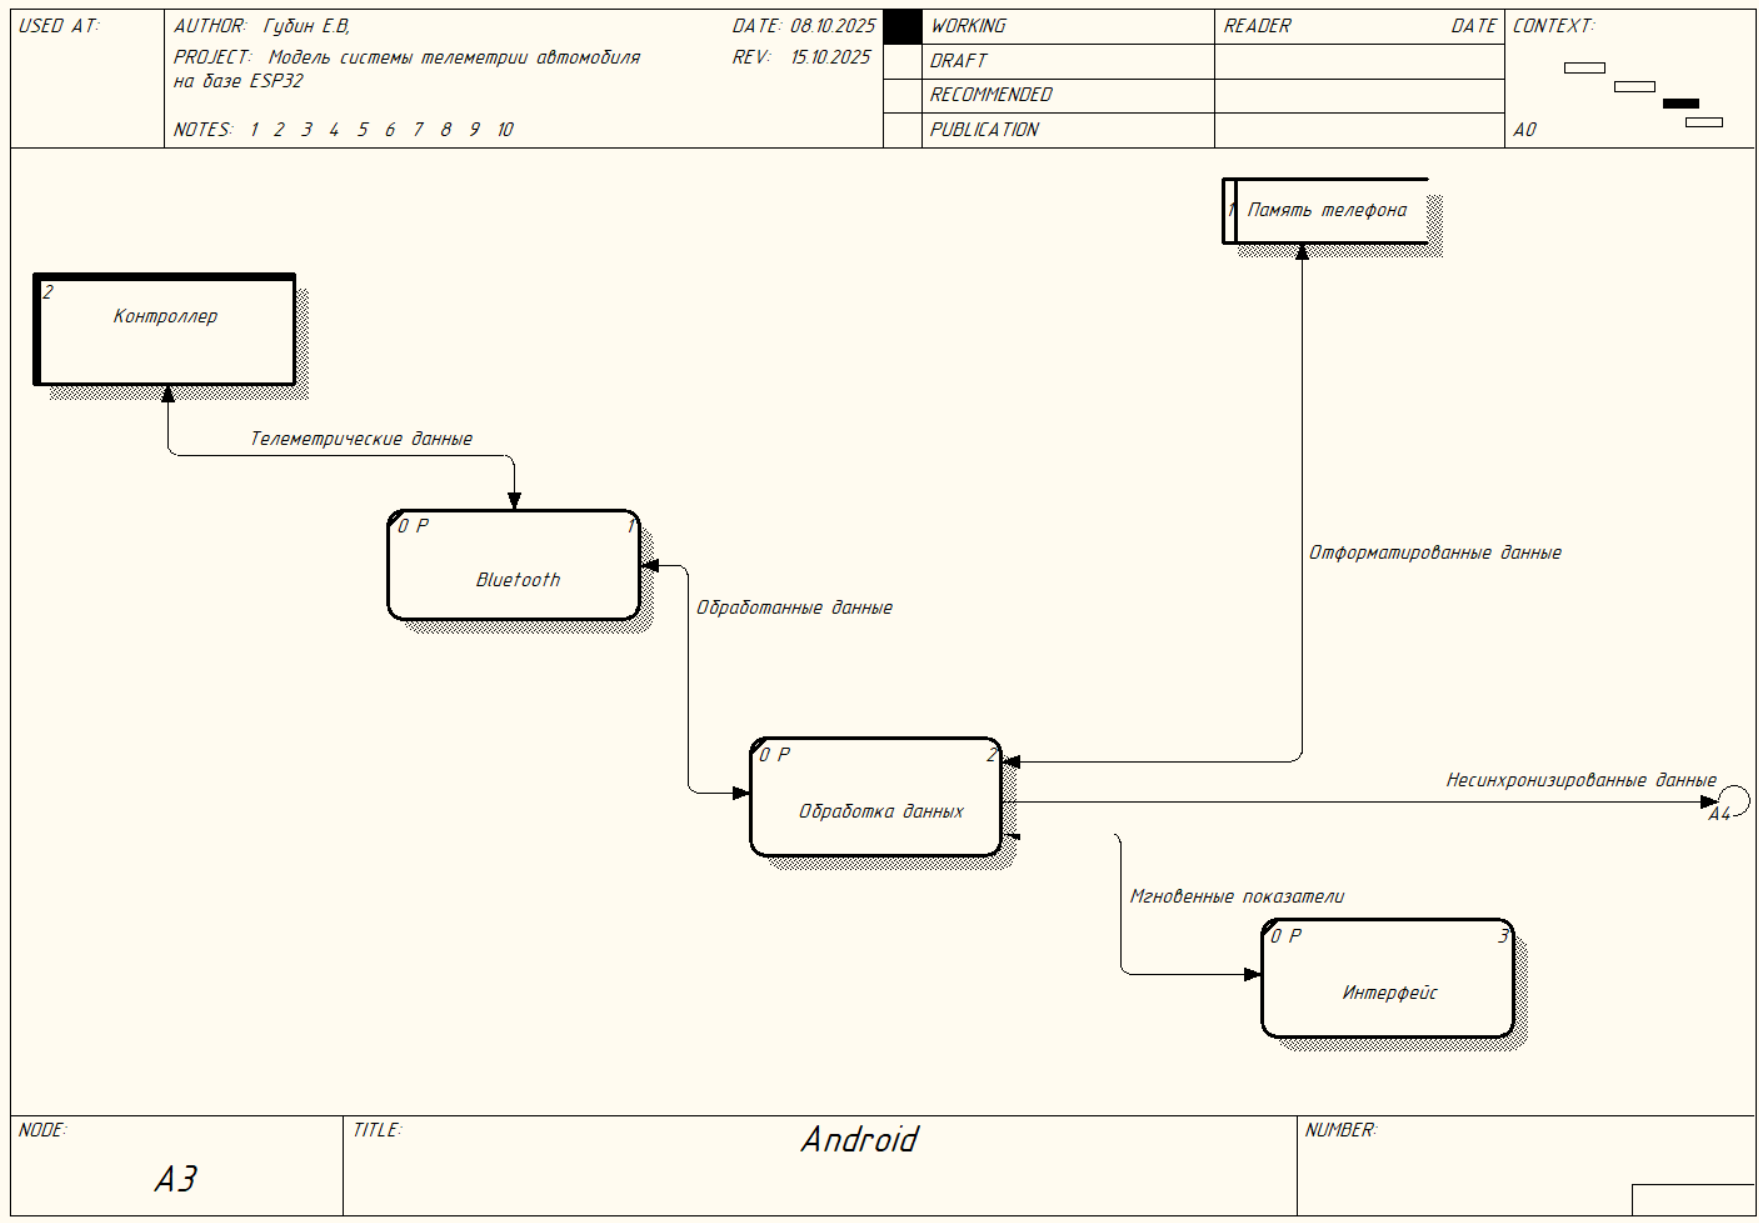 USED AT:
AUTHOR: Губин Е.В,
DATE: 08.10.2025
PROJECT: Модель системы телеметрии автомобиля
на базе ESP32
REV: 15.10.2025
NOTES: 1 2 3 4 5 6 7 8 9 10
WORKING
DRAFT
RECOMMENDED
PUBLICATION
READER DATE
CONTEXT:
A0
1 Память телефона
2
Контроллер
Телеметрические данные
0 P 1
Bluetooth
Отформатированные данные
Обработанные данные
0 P 2
Обработка данных
Несинхронизированные данные
A4
Мгновенные показатели
0 P 3
Интерфейс
NODE:
A3
TITLE:
Android
NUMBER: